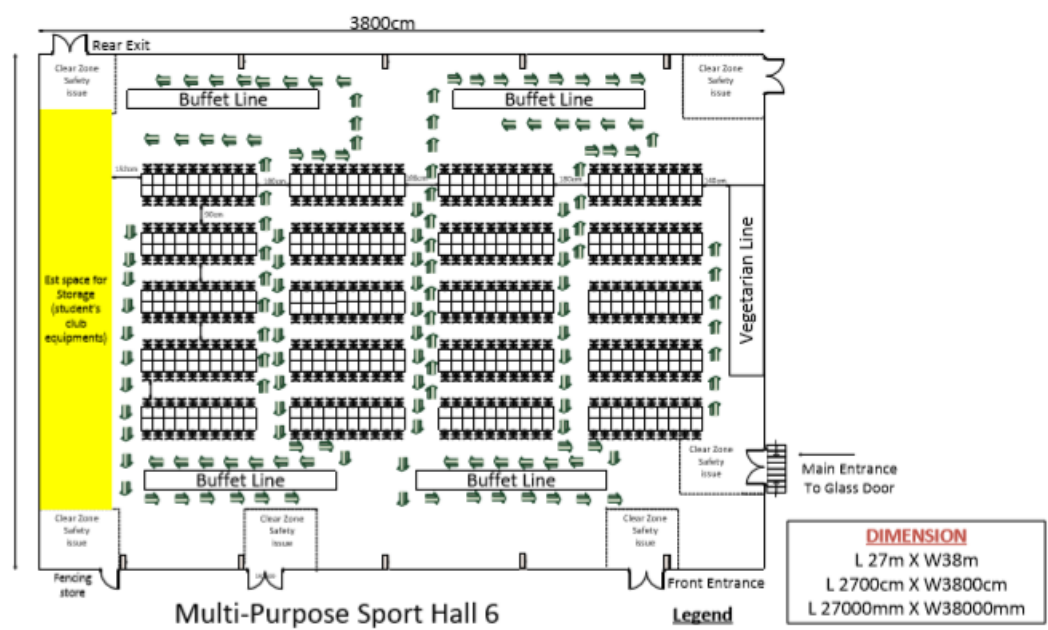 3800cm
Rear Exit
Clear Zone
Safety
issue
Clear Zone
Safety
issue
Buffet Line
Buffet Line
180cm
180cm
90cm
Est space for
Storage
(student's
club
equipments)
Vegetarian Line
Buffet Line
Buffet Line
Clear Zone
Safety
issue
Main Entrance
To Glass Door
Clear Zone
Safety
issue
Clear Zone
Safety
issue
Clear Zone
Safety
issue
Fencing
store
Front Entrance
Multi-Purpose Sport Hall 6
Legend
DIMENSION
L 27m X W38m
L 2700cm X W3800cm
L 27000mm X W38000mm